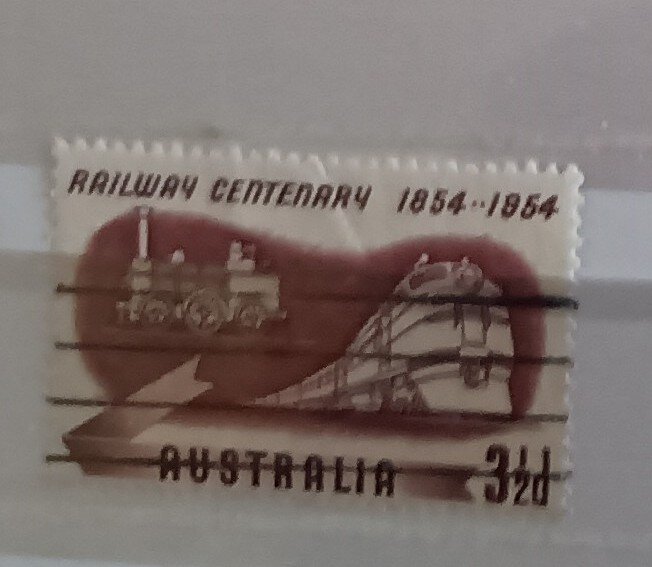 RAILWAY CENTENARY 1854--1954
AUSTRALIA 3½d